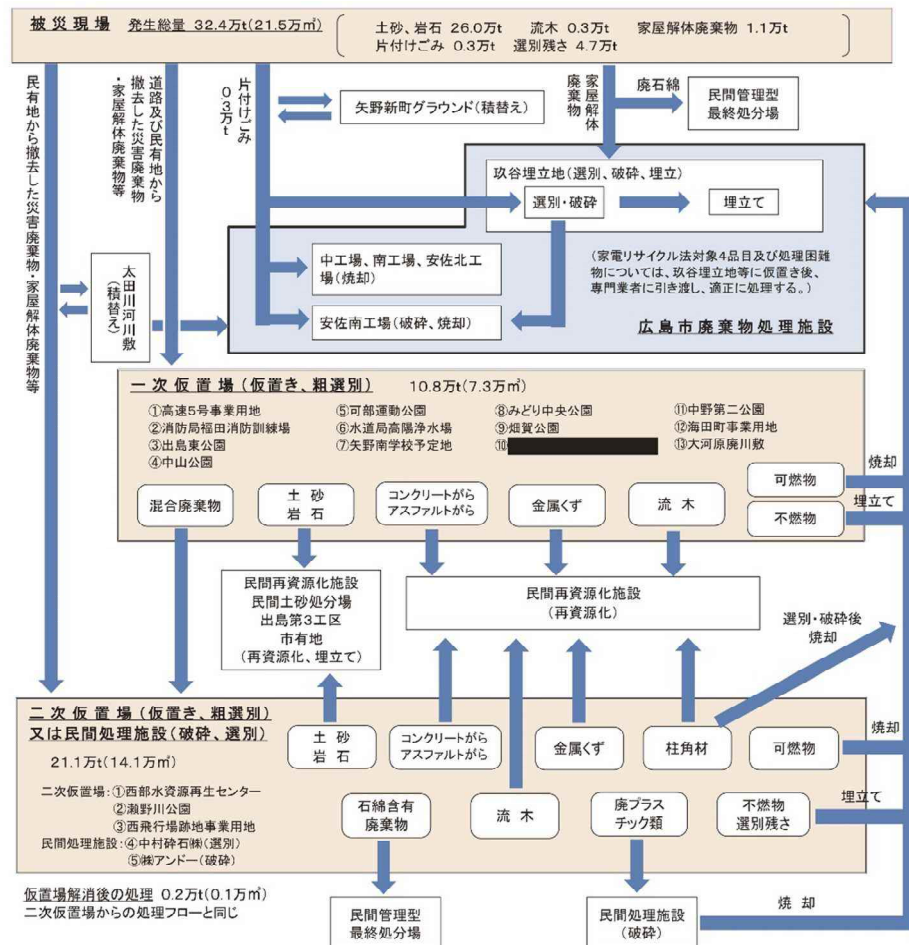 被災現場 発生総量 32.4万t(21.5万㎥)
土砂、岩石 26.0万t 流木 0.3万t 家屋解体廃棄物 1.1万t
片付けごみ 0.3万t 選別残さ 4.7万t
民有地から撤去した災害廃棄物・家屋解体廃棄物等
道路及び民有地から
撤去した災害廃棄物
・家屋解体廃棄物等
片付けごみ
0.3万t
矢野新町グラウンド(積替え)
家屋解体
廃棄物
廃石綿
民間管理型
最終処分場
玖谷埋立地(選別、破砕、埋立)
選別・破砕
埋立て
中工場、南工場、安佐北工
場(焼却)
(家電リサイクル法対象4品目及び処理困難
物については、玖谷埋立地等に仮置き後、
専門業者に引き渡し、適正に処理する。)
安佐南工場(破砕、焼却)
広島市廃棄物処理施設
太田川河川敷
(積替え)
一次仮置場(仮置き、粗選別) 10.8万t(7.3万㎥)
①高速5号事業用地
②消防局福田消防訓練場
③出島東公園
④中山公園
⑤可部運動公園
⑥水道局高陽浄水場
⑦矢野南学校予定地
⑧みどり中央公園
⑨畑賀公園
⑩
⑪中野第二公園
⑫海田町事業用地
⑬大河原廃川敷
混合廃棄物
土 砂
岩 石
コンクリートがら
アスファルトがら
金属くず
流 木
可燃物
焼却
不燃物
埋立て
民間再資源化施設
民間土砂処分場
出島第3工区
市有地
(再資源化、埋立て)
民間再資源化施設
(再資源化)
選別・破砕後
焼却
二次仮置場(仮置き、粗選別)
又は民間処理施設(破砕、選別)
21.1万t(14.1万㎥)
二次仮置場:①西部水資源再生センター
②瀬野川公園
③西飛行場跡地事業用地
民間処理施設:④中村砕石㈱(選別)
⑤㈱アンドー(破砕)
土 砂
岩 石
コンクリートがら
アスファルトがら
金属くず
柱角材
可燃物
焼却
石綿含有
廃棄物
流 木
廃プラス
チック類
不燃物
選別残さ
埋立て
仮置場解消後の処理 0.2万t(0.1万㎥)
二次仮置場からの処理フローと同じ
民間管理型
最終処分場
民間処理施設
(破砕)
焼 却